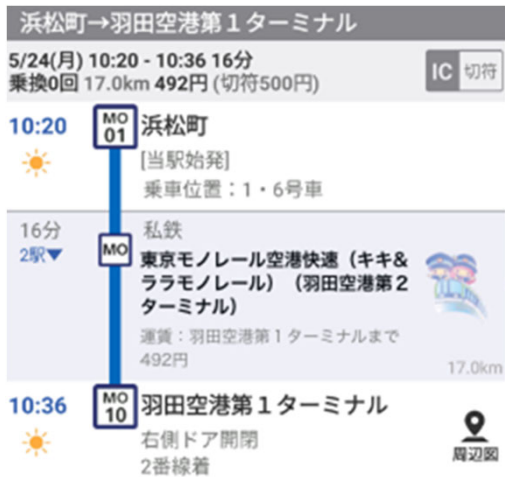 浜松町→羽田空港第１ターミナル
5/24(月) 10:20 - 10:36 16分
乗換0回 17.0km 492円 (切符500円)
IC 切符
10:20 MO 01 浜松町
[当駅始発]
乗車位置：1・6号車
16分 私鉄
2駅▼ MO 東京モノレール空港快速（キキ&
ララモノレール）（羽田空港第２
ターミナル）
運賃：羽田空港第１ターミナルまで
492円
17.0km
10:36 MO 10 羽田空港第１ターミナル
右側ドア開閉
2番線着
周辺図